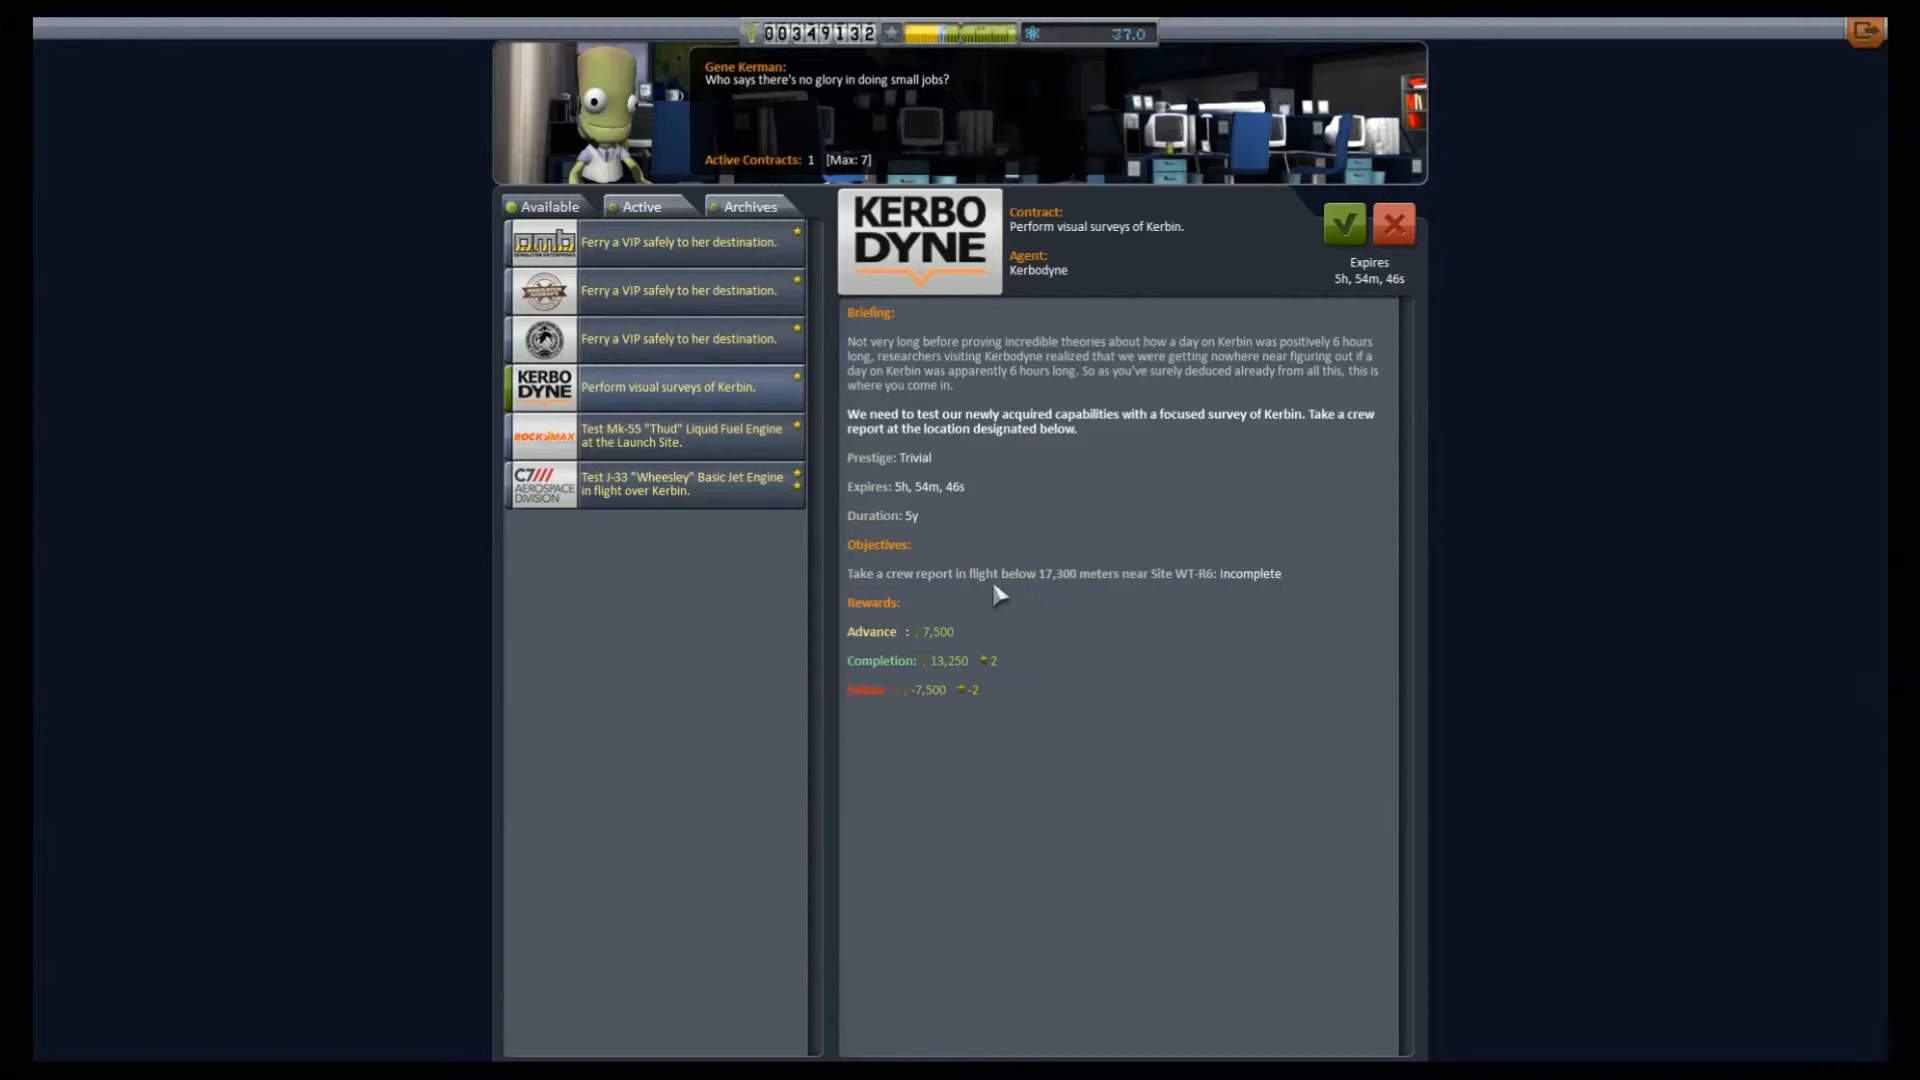 00349132
37.0
Gene Kerman:
Who says there's no glory in doing small jobs?
Active Contracts: 1 [Max: 7]
Available
Active
Archives
Ferry a VIP safely to her destination.
Ferry a VIP safely to her destination.
Ferry a VIP safely to her destination.
KERBO
DYNE
Perform visual surveys of Kerbin.
ROCKOMAX
Test Mk-55 "Thud" Liquid Fuel Engine
at the Launch Site.
C7///
AEROSPACE
DIVISION
Test J-33 "Wheesley" Basic Jet Engine
in flight over Kerbin.
KERBO
DYNE
Contract:
Perform visual surveys of Kerbin.
Agent:
Kerbodyne
Expires
5h, 54m, 46s
Briefing:
Not very long before proving incredible theories about how a day on Kerbin was positively 6 hours
long, researchers visiting Kerbodyne realized that we were getting nowhere near figuring out if a
day on Kerbin was apparently 6 hours long. So as you've surely deduced already from all this, this is
where you come in.
We need to test our newly acquired capabilities with a focused survey of Kerbin. Take a crew
report at the location designated below.
Prestige: Trivial
Expires: 5h, 54m, 46s
Duration: 5y
Objectives:
Take a crew report in flight below 17,300 meters near Site WT-R6: Incomplete
Rewards:
Advance : 7,500
Completion: 13,250 2
Failure: -7,500 -2